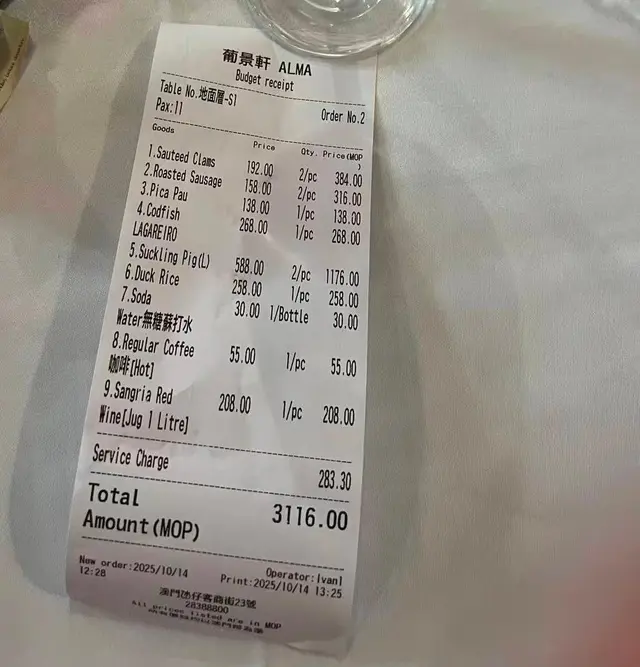 葡景軒 ALMA
Budget receipt
Table No.地面層-S1
Pax:11 Order No.2
Goods Price Qty. Price(MOP
)
1.Sauteed Clams 192.00 2/pc 384.00
2.Roasted Sausage 158.00 2/pc 316.00
3.Pica Pau 138.00 1/pc 138.00
4.Codfish 268.00 1/pc 268.00
LAGAREIRO
5.Suckling Pig(L) 588.00 2/pc 1176.00
6.Duck Rice 258.00 1/pc 258.00
7.Soda 30.00 1/Bottle 30.00
Water無糖蘇打水
8.Regular Coffee 55.00 1/pc 55.00
咖啡[Hot]
9.Sangria Red 208.00 1/pc 208.00
Wine[Jug 1 Litre]
Service Charge 283.30
Total 3116.00
Amount(MOP)
New order:2025/10/14 Operator:Ivan1
12:28 Print:2025/10/14 13:25
澳門氹仔客商街23號
28388800
All prices listed are in MOP